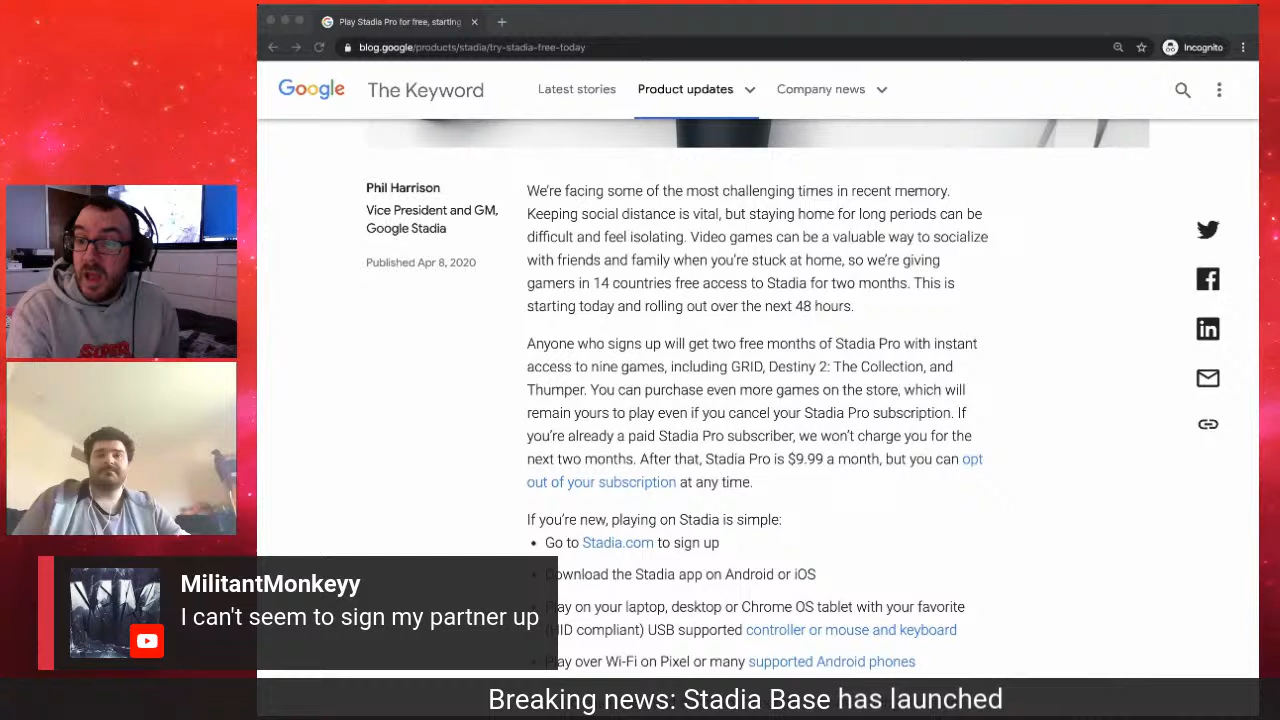 Play Stadia Pro for free, starting
blog.google/products/stadia/try-stadia-free-today
Incognito
Google The Keyword Latest stories Product updates Company news
Phil Harrison
Vice President and GM,
Google Stadia
Published Apr 8, 2020
We're facing some of the most challenging times in recent memory.
Keeping social distance is vital, but staying home for long periods can be
difficult and feel isolating. Video games can be a valuable way to socialize
with friends and family when you're stuck at home, so we're giving
gamers in 14 countries free access to Stadia for two months. This is
starting today and rolling out over the next 48 hours.
Anyone who signs up will get two free months of Stadia Pro with instant
access to nine games, including GRID, Destiny 2: The Collection, and
Thumper. You can purchase even more games on the store, which will
remain yours to play even if you cancel your Stadia Pro subscription. If
you're already a paid Stadia Pro subscriber, we won't charge you for the
next two months. After that, Stadia Pro is $9.99 a month, but you can opt
out of your subscription at any time.
If you're new, playing on Stadia is simple:
• Go to Stadia.com to sign up
• Download the Stadia app on Android or iOS
Play on your laptop, desktop or Chrome OS tablet with your favorite
(HID compliant) USB supported controller or mouse and keyboard
Play over Wi-Fi on Pixel or many supported Android phones
MilitantMonkeyy
I can't seem to sign my partner up
Breaking news: Stadia Base has launched